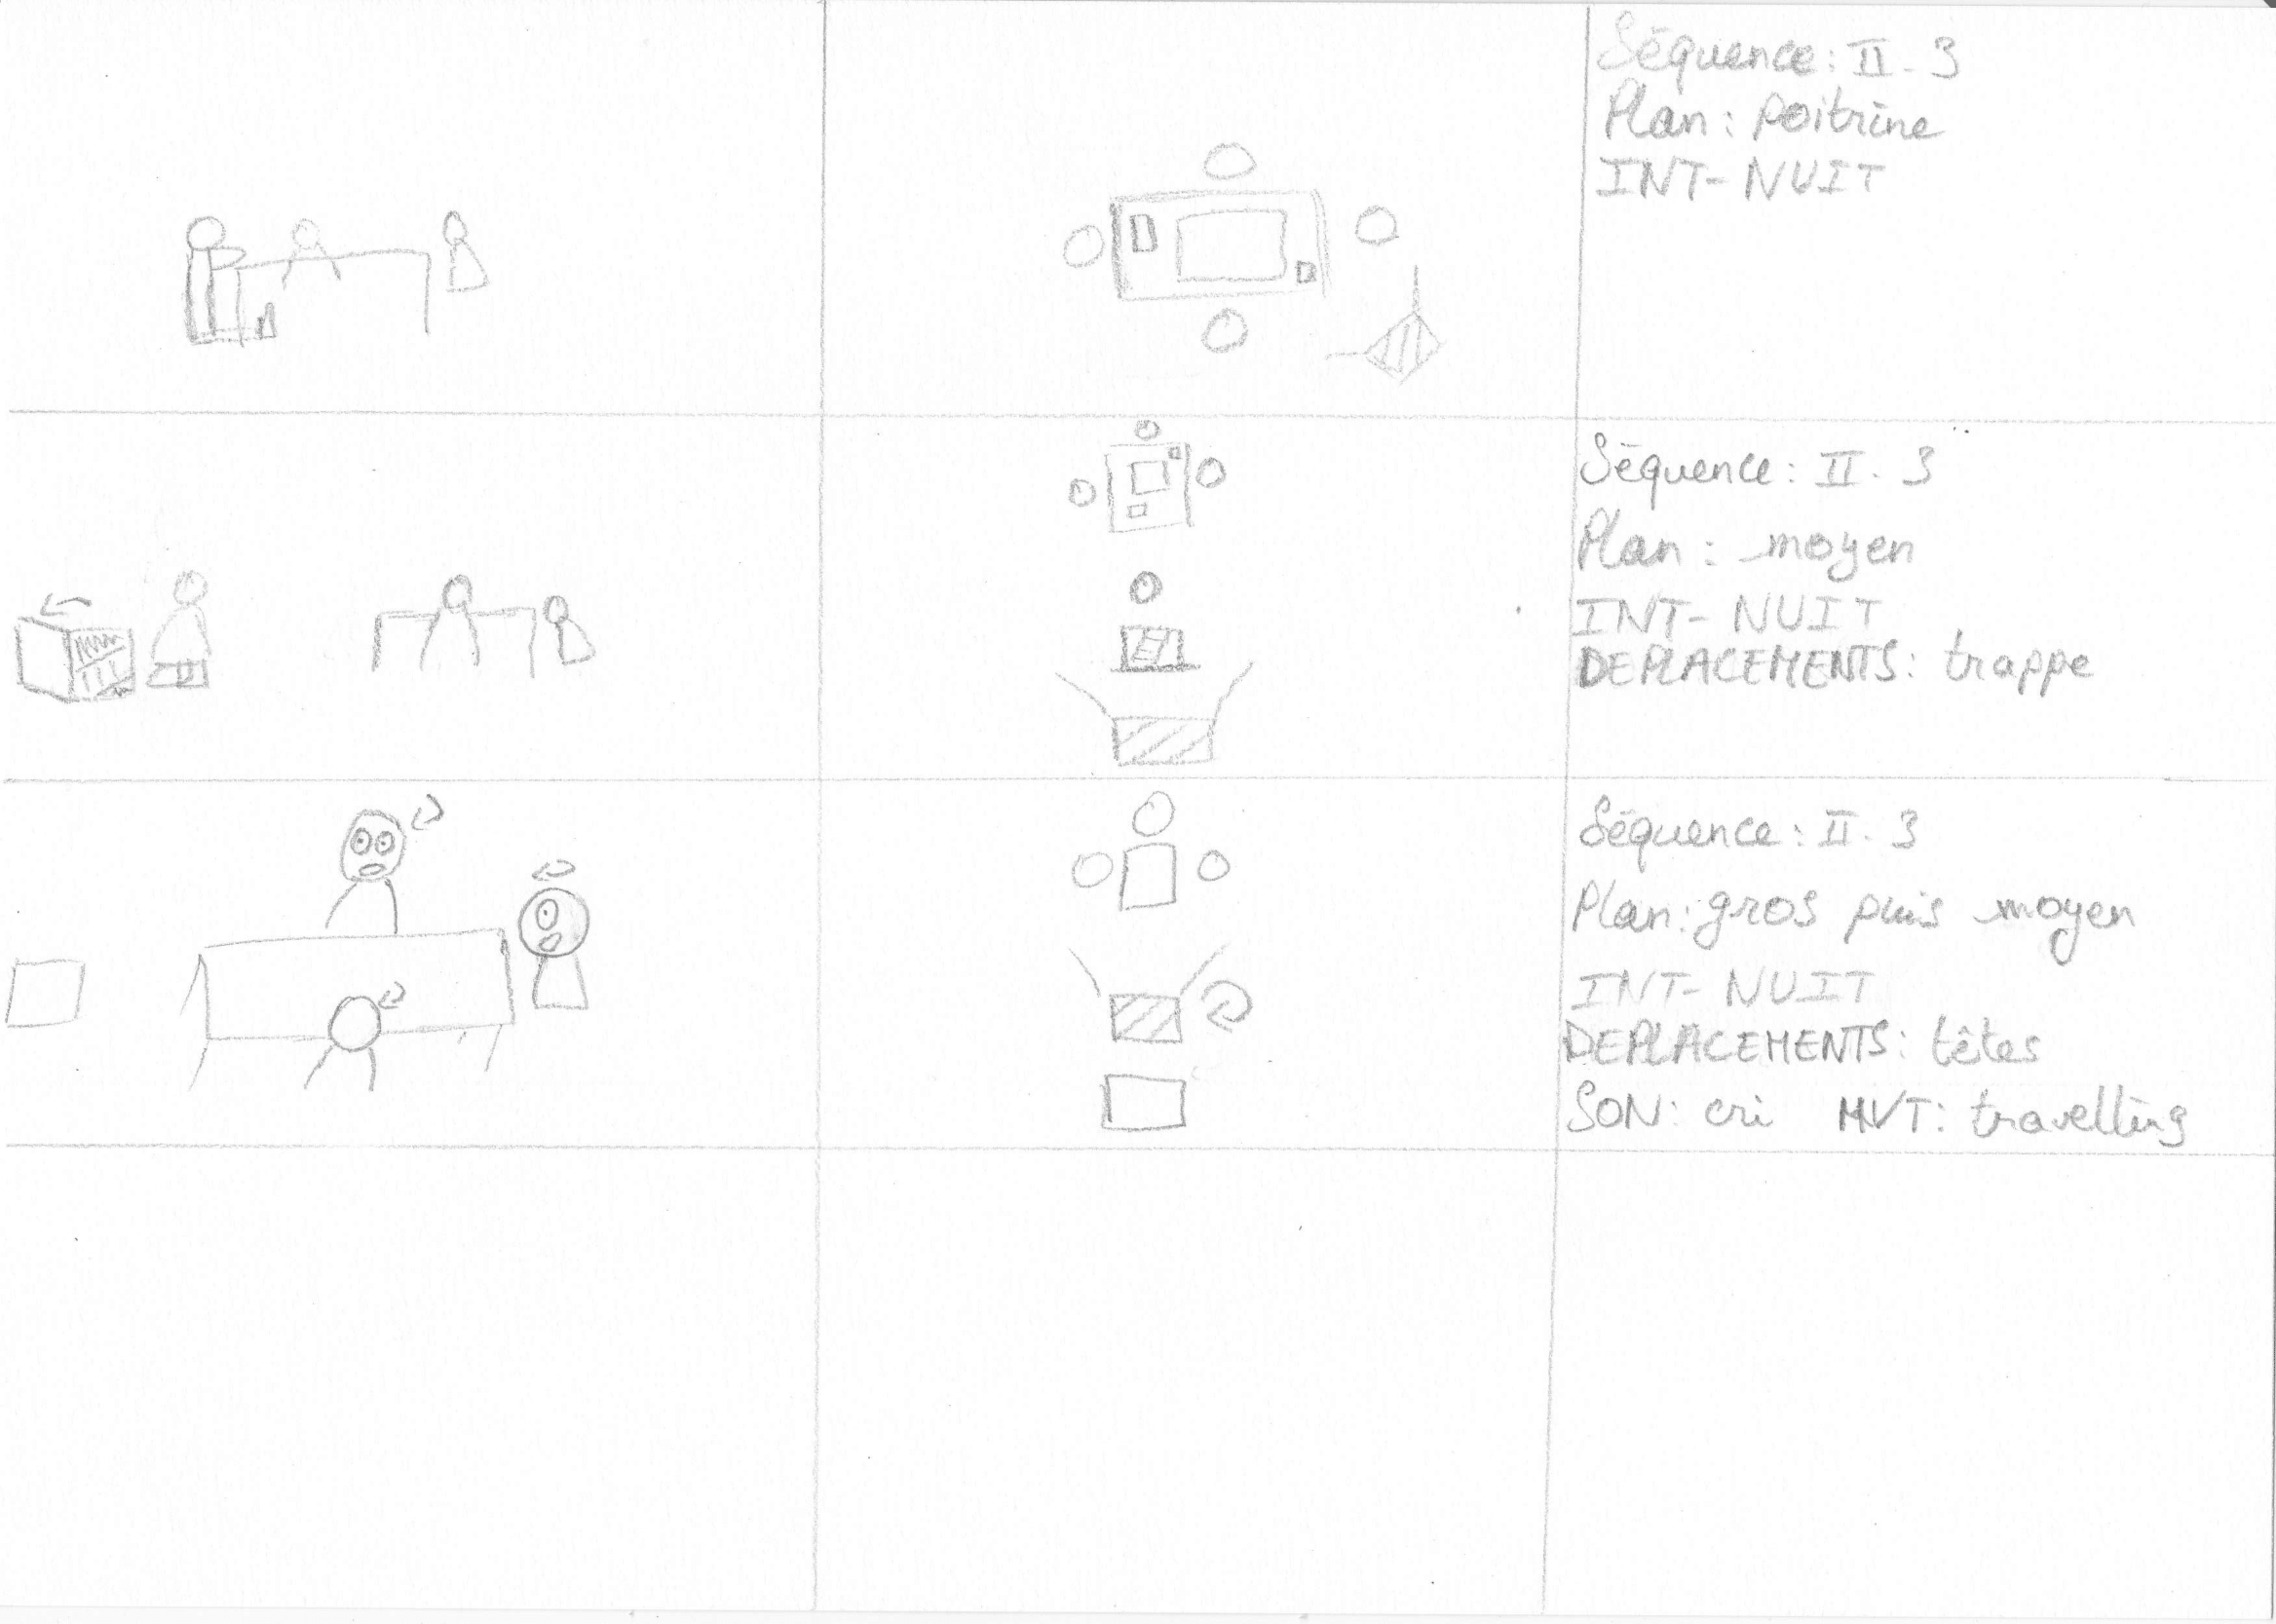 Séquence: II. 3
Plan: poitrine
INT-NUIT
Séquence: II. 3
Plan: moyen
INT-NUIT
DEPLACEMENTS: trappe
Séquence: II. 3
Plan: gros puis moyen
INT-NUIT
DEPLACEMENTS: têtes
SON: cri MVT: travelling